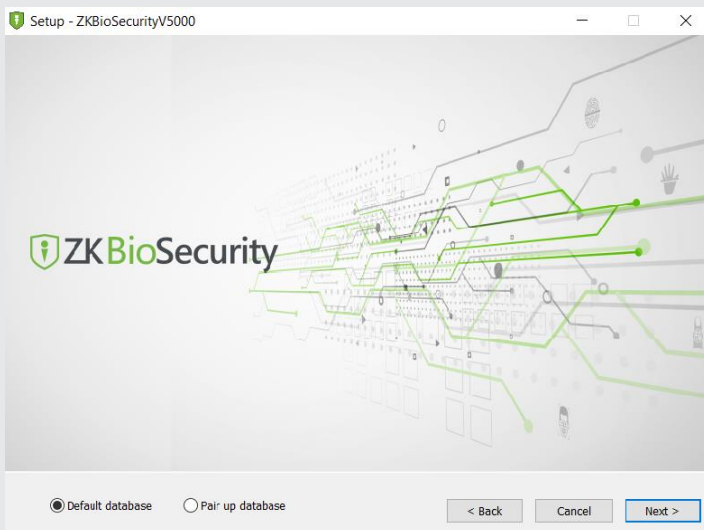 Setup - ZKBioSecurityV5000
ZKBioSecurity
Default database
Pair up database
< Back
Cancel
Next >